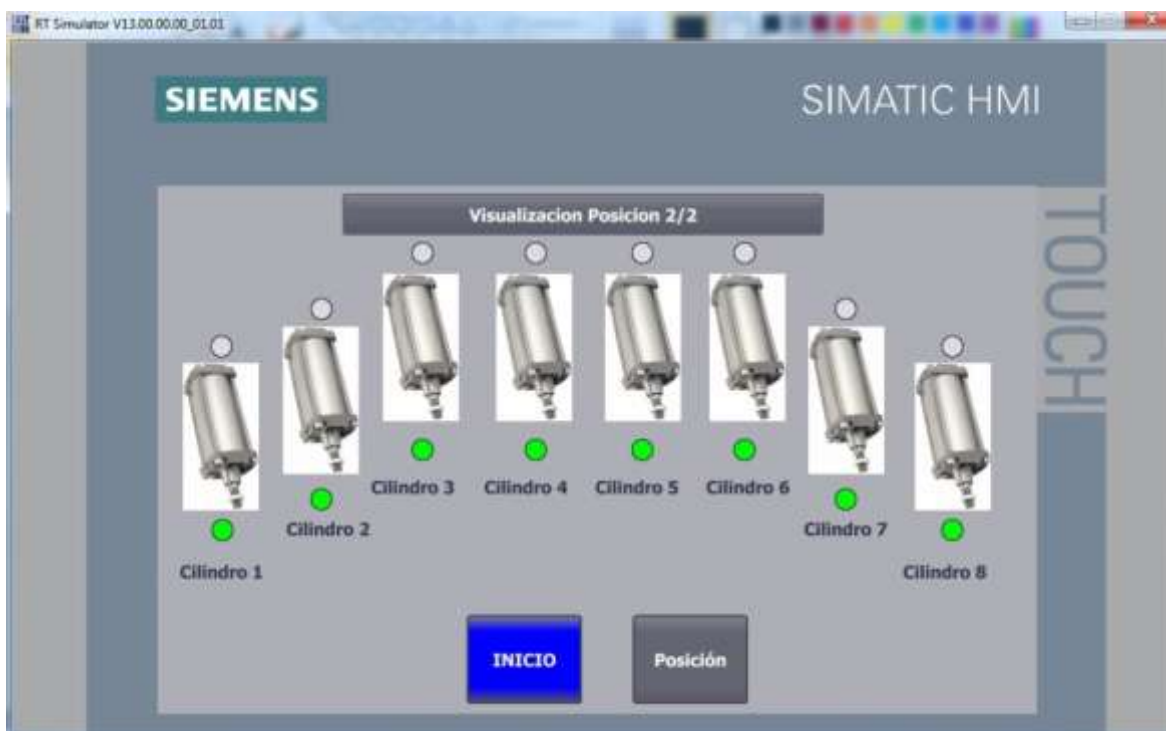 RT Simulator V13.00.00.00_01.01
SIEMENS
SIMATIC HMI
TOUCH
Visualizacion Posicion 2/2
Cilindro 1
Cilindro 2
Cilindro 3
Cilindro 4
Cilindro 5
Cilindro 6
Cilindro 7
Cilindro 8
INICIO
Posición